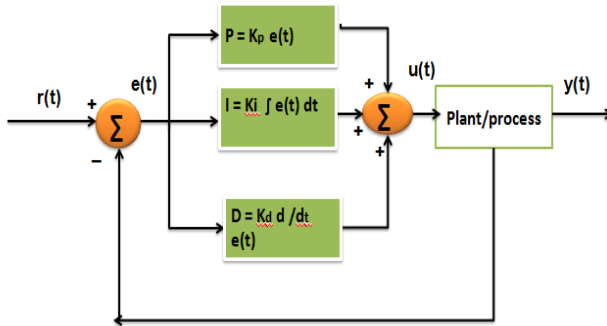 P = Kp e(t)
r(t)
e(t)
+
Σ
−
I = Ki ∫ e(t) dt
D = Kd d /dt
e(t)
+
+
+
Σ
u(t)
Plant/process
y(t)